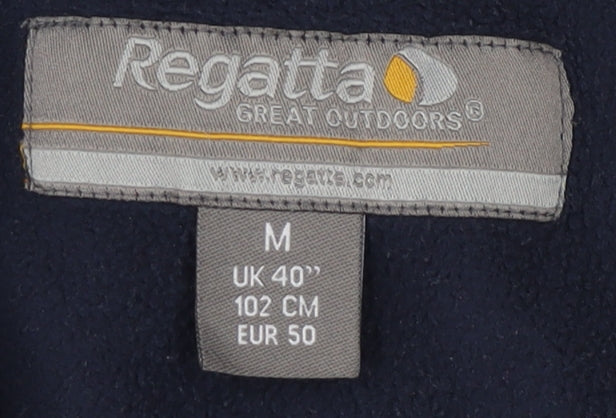 Regatta
GREAT OUTDOORS®
www.regatta.com
M
UK 40”
102 CM
EUR 50